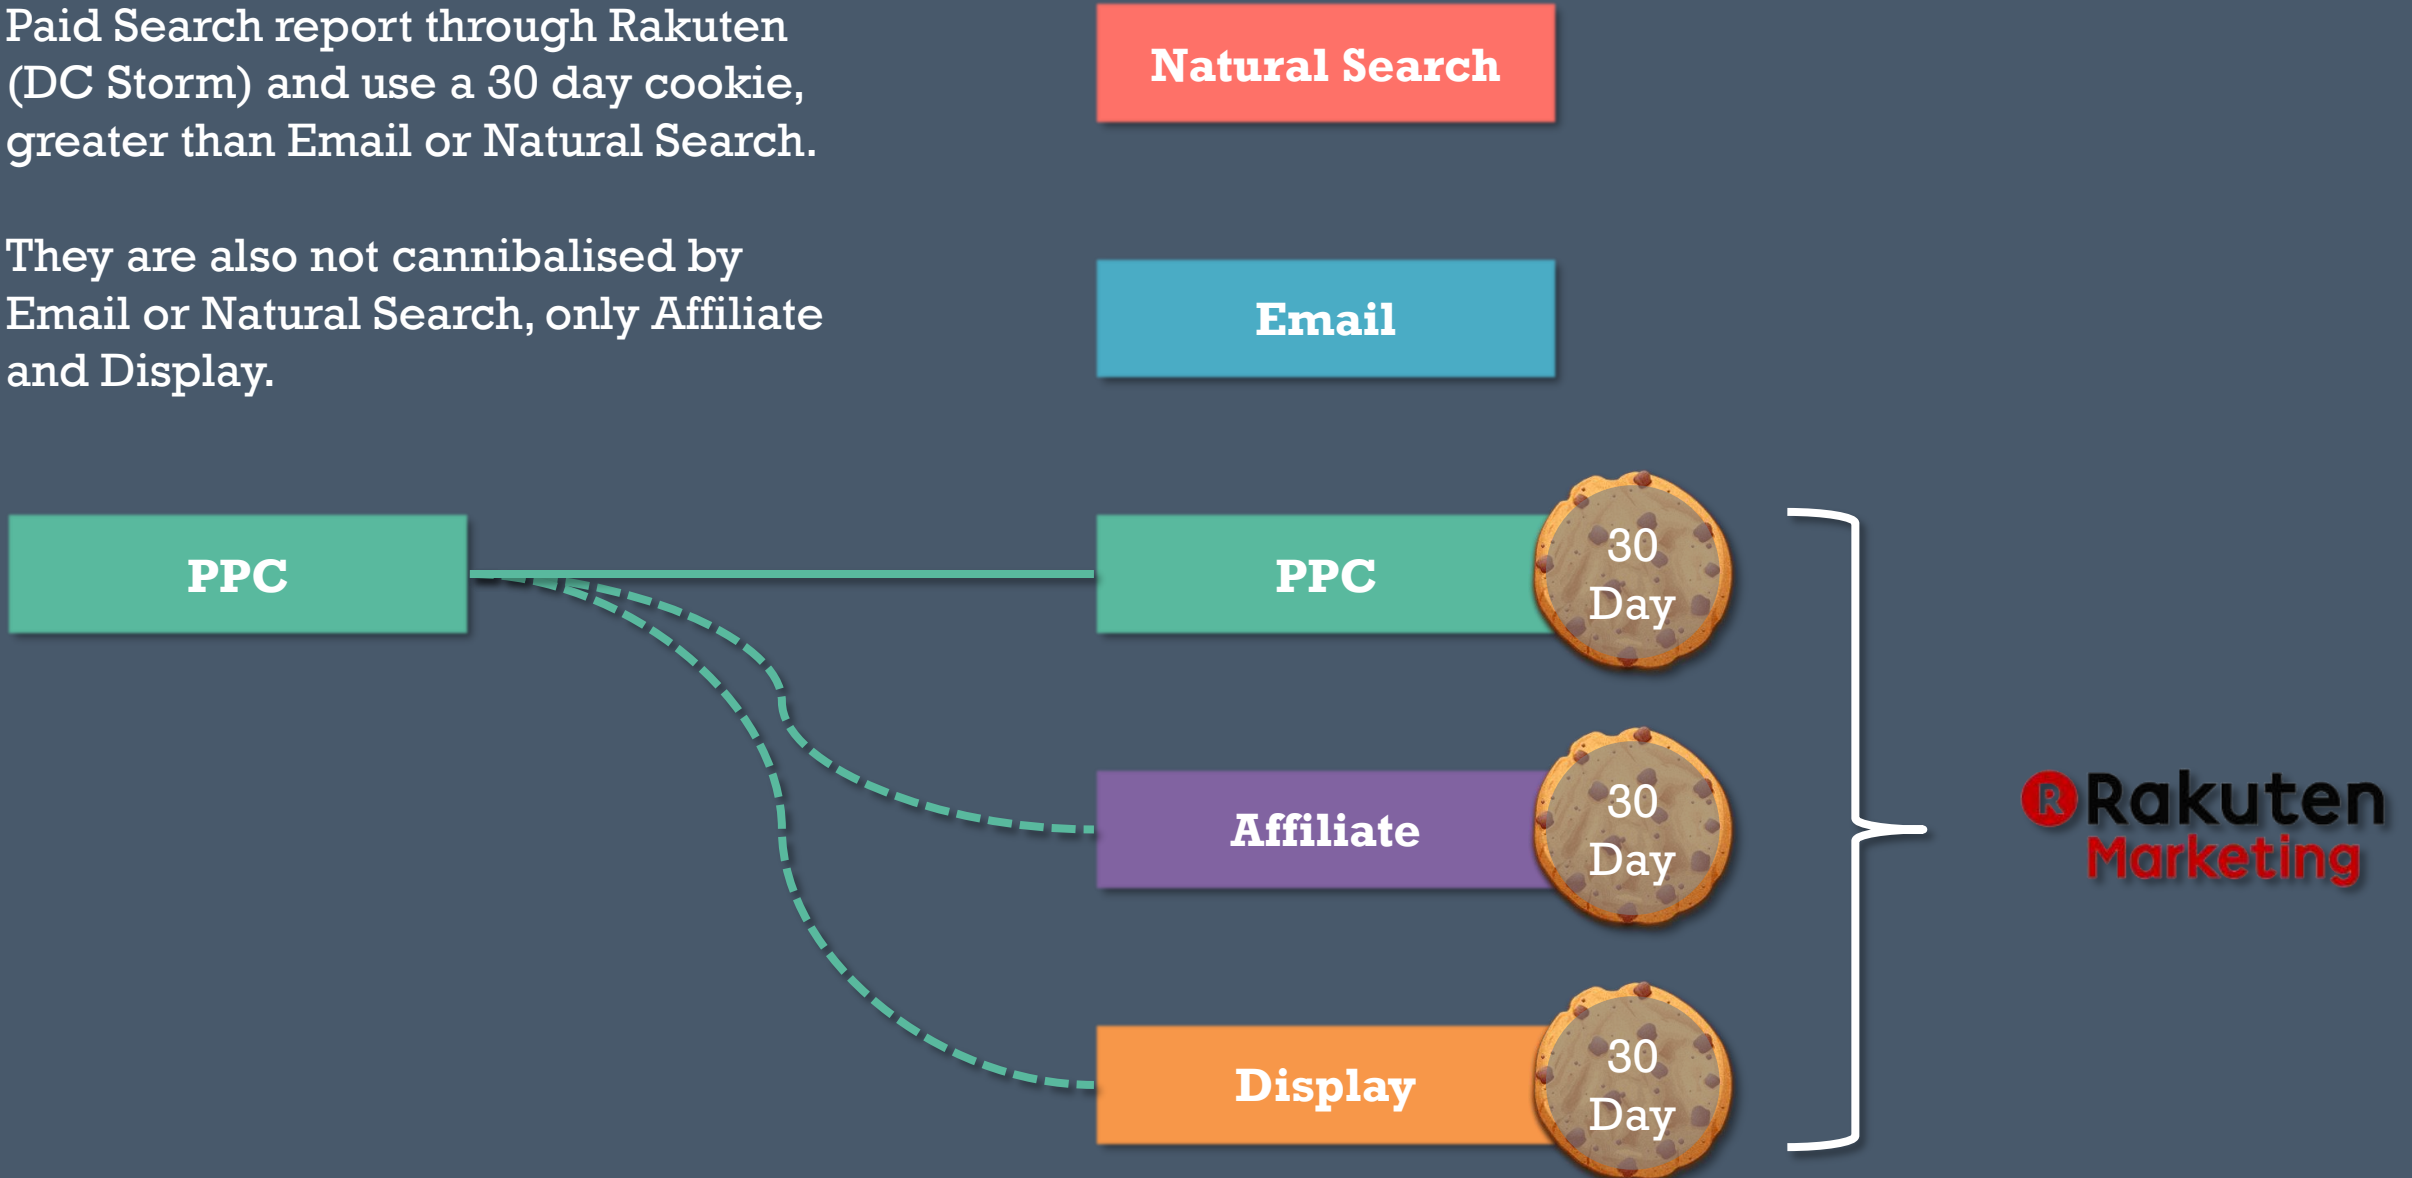 Paid Search report through Rakuten
(DC Storm) and use a 30 day cookie,
greater than Email or Natural Search.
They are also not cannibalised by
Email or Natural Search, only Affiliate
and Display.
Natural Search
Email
PPC
PPC
30
Day
Affiliate
30
Day
Display
30
Day
R Rakuten
Marketing